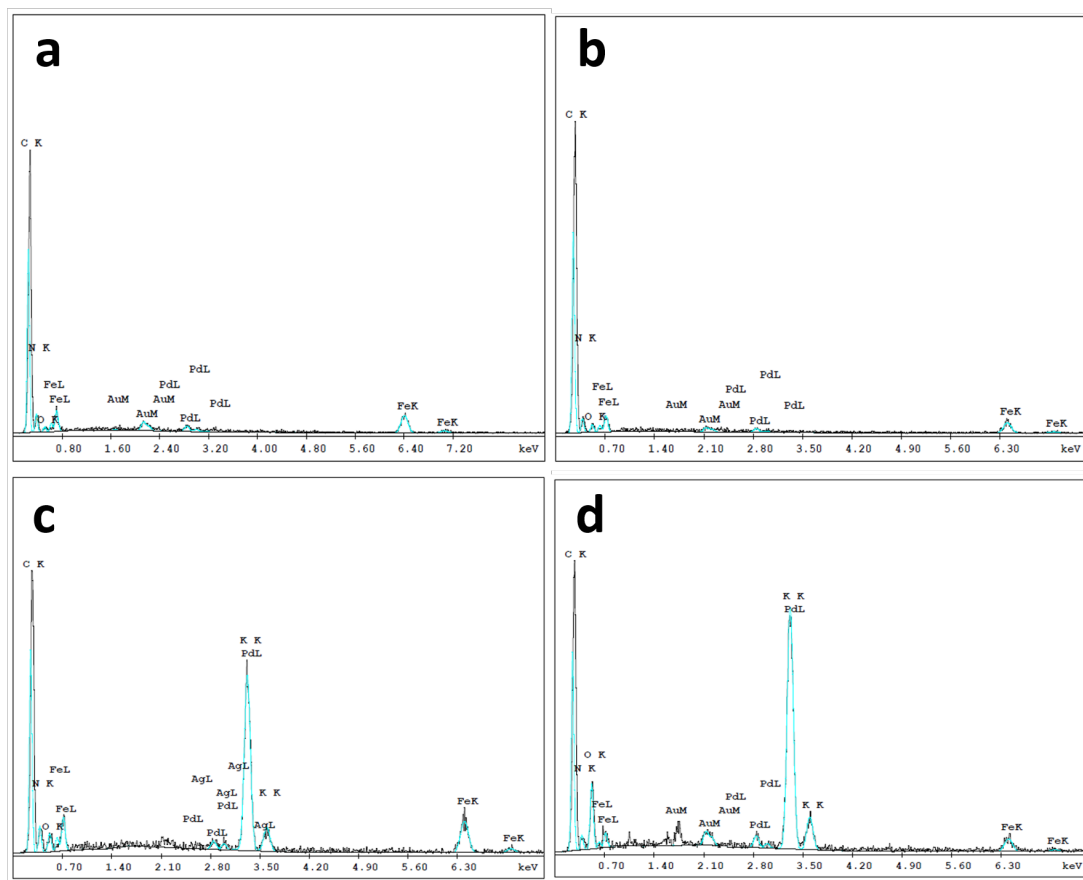 a
C K
N K
FeL
FeL
O K
AuM
PdL
AuM
AuM
PdL
PdL
PdL
FeK
FeK
0.80 1.60 2.40 3.20 4.00 4.80 5.60 6.40 7.20 keV
b
C K
N K
FeL
FeL
O K
AuM
PdL
AuM
AuM
PdL
PdL
PdL
FeK
FeK
0.70 1.40 2.10 2.80 3.50 4.20 4.90 5.60 6.30 keV
c
C K
FeL
N K
FeL
O K
K K
PdL
AgL
AgL
AgL
PdL
PdL
PdL
K K
AgL
FeK
FeK
0.70 1.40 2.10 2.80 3.50 4.20 4.90 5.60 6.30 keV
d
C K
O K
N K
FeL
FeL
K K
PdL
PdL
PdL
AuM
AuM
AuM
PdL
K K
FeK
FeK
0.70 1.40 2.10 2.80 3.50 4.20 4.90 5.60 6.30 keV